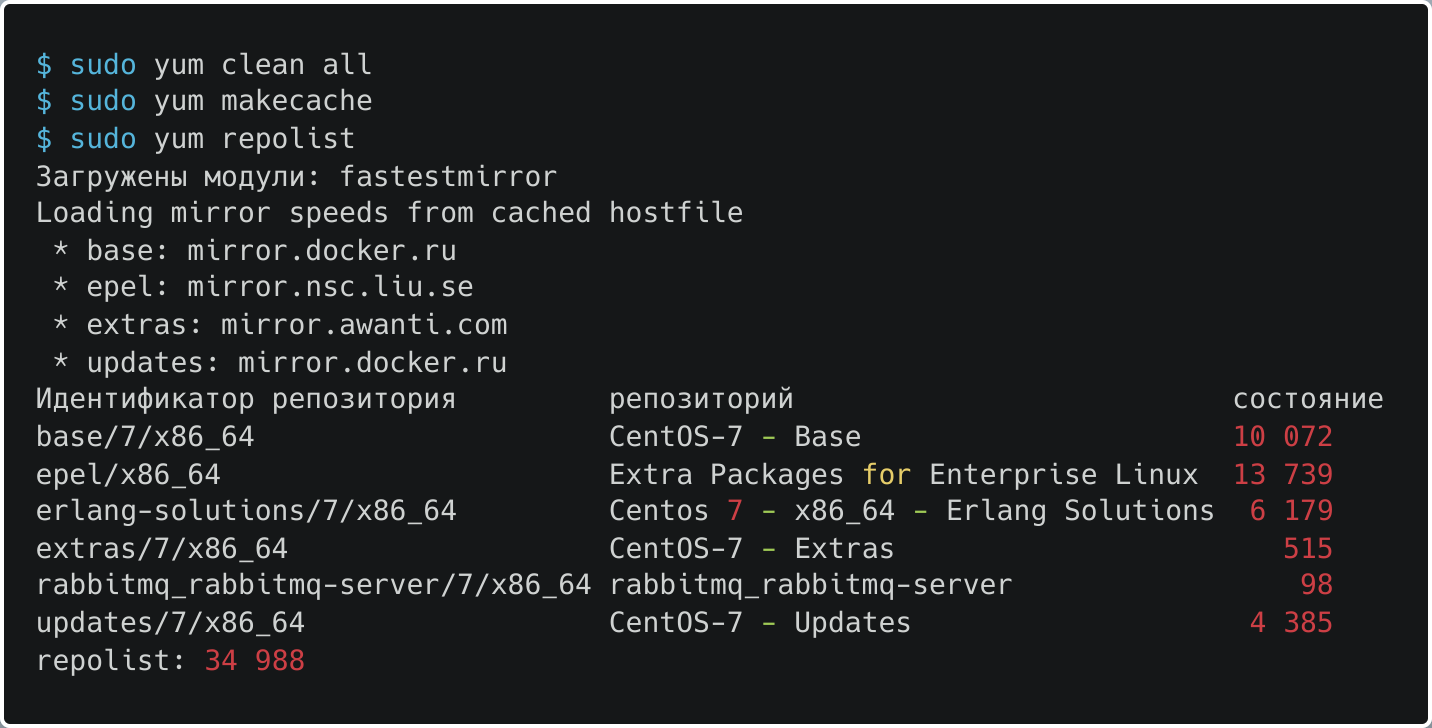 $ sudo yum clean all
$ sudo yum makecache
$ sudo yum repolist
Загружены модули: fastestmirror
Loading mirror speeds from cached hostfile
 * base: mirror.docker.ru
 * epel: mirror.nsc.liu.se
 * extras: mirror.awanti.com
 * updates: mirror.docker.ru
Идентификатор репозитория         репозиторий                          состояние
base/7/x86_64                     CentOS-7 - Base                      10 072
epel/x86_64                       Extra Packages for Enterprise Linux  13 739
erlang-solutions/7/x86_64         Centos 7 - x86_64 - Erlang Solutions  6 179
extras/7/x86_64                   CentOS-7 - Extras                       515
rabbitmq_rabbitmq-server/7/x86_64 rabbitmq_rabbitmq-server                 98
updates/7/x86_64                  CentOS-7 - Updates                    4 385
repolist: 34 988